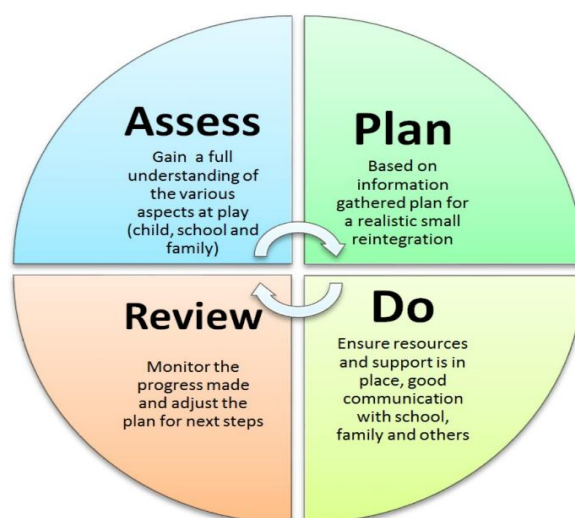 Assess
Gain a full
understanding of
the various
aspects at play
(child, school and
family)
Plan
Based on
information
gathered plan for
a realistic small
reintegration
Review
Monitor the
progress made
and adjust the
plan for next steps
Do
Ensure resources
and support is in
place, good
communication
with school,
family and others